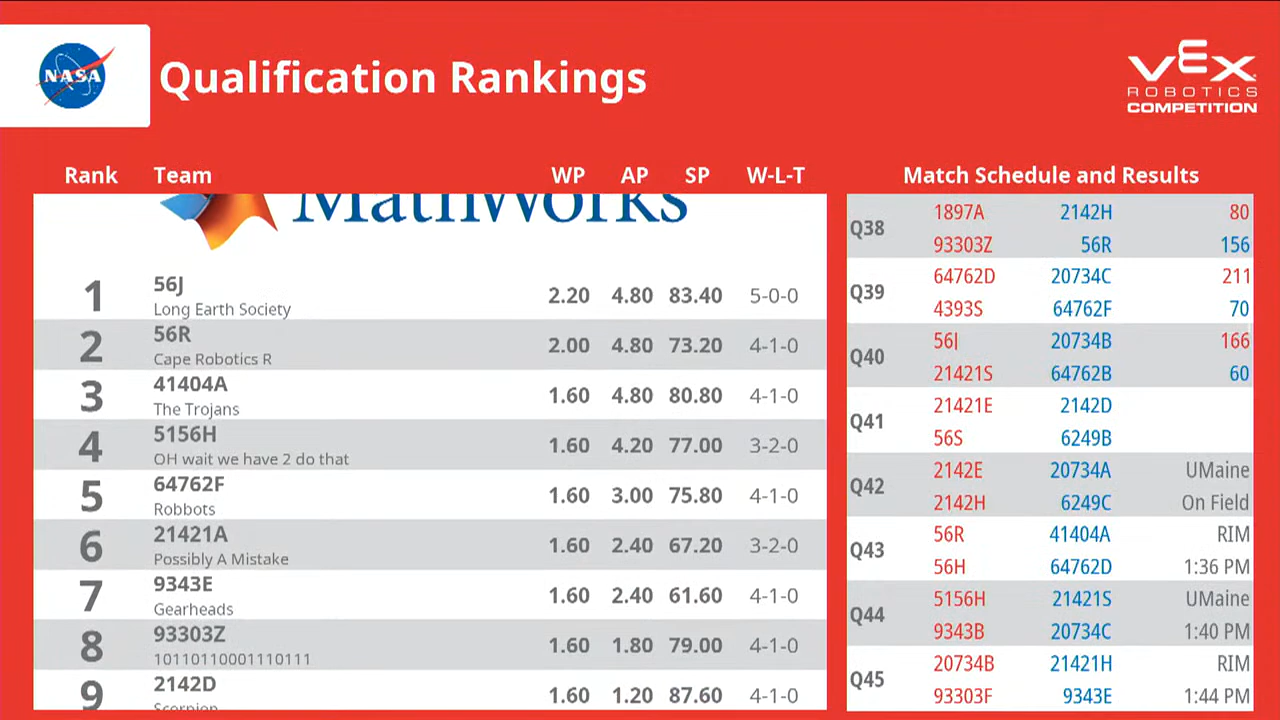 NASA
Qualification Rankings
VEX
ROBOTICS
COMPETITION
Rank Team WP AP SP W-L-T
MathWorks
1 56J 2.20 4.80 83.40 5-0-0
Long Earth Society
2 56R 2.00 4.80 73.20 4-1-0
Cape Robotics R
3 41404A 1.60 4.80 80.80 4-1-0
The Trojans
4 5156H 1.60 4.20 77.00 3-2-0
OH wait we have 2 do that
5 64762F 1.60 3.00 75.80 4-1-0
Robbots
6 21421A 1.60 2.40 67.20 3-2-0
Possibly A Mistake
7 9343E 1.60 2.40 61.60 4-1-0
Gearheads
8 93303Z 1.60 1.80 79.00 4-1-0
10110110001110111
9 2142D 1.60 1.20 87.60 4-1-0
Scorpion
Match Schedule and Results
Q38 1897A 2142H 80
93303Z 56R 156
Q39 64762D 20734C 211
4393S 64762F 70
Q40 56J 20734B 166
21421S 64762B 60
Q41 21421E 2142D
56S 6249B
Q42 2142E 20734A UMaine
2142H 6249C On Field
Q43 56R 41404A RIM
56H 64762D 1:36 PM
Q44 5156H 21421S UMaine
9343B 20734C 1:40 PM
Q45 20734B 21421H RIM
93303F 9343E 1:44 PM